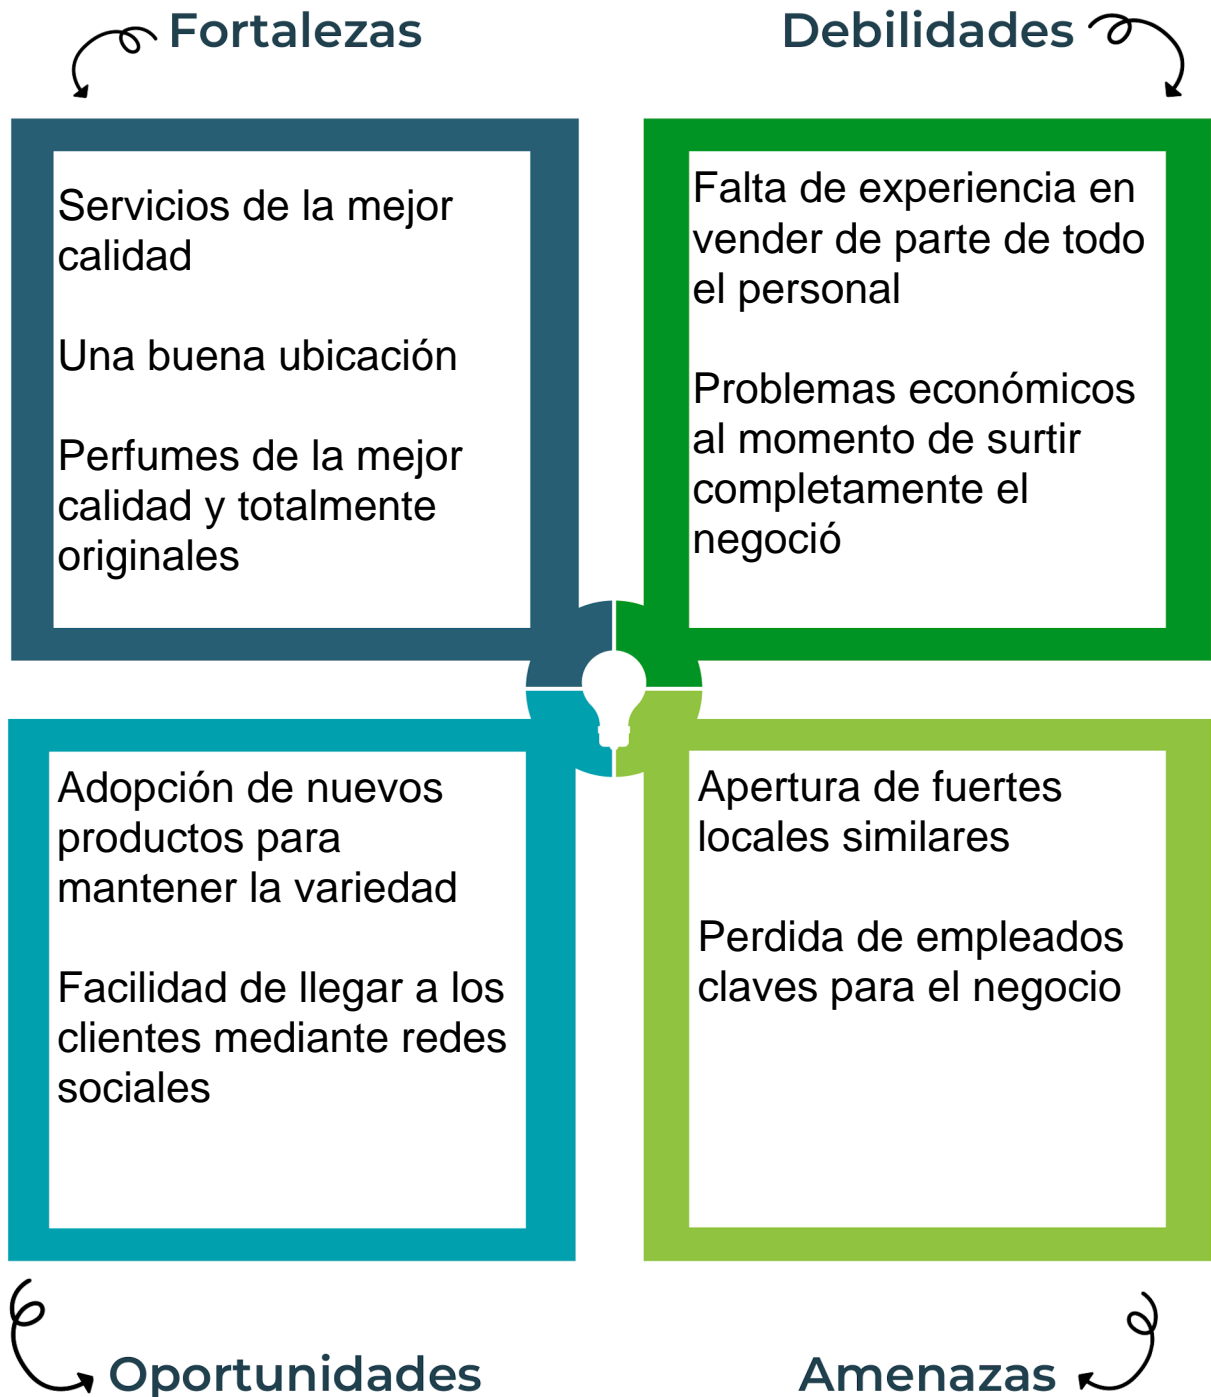 Fortalezas
Servicios de la mejor
calidad
Una buena ubicación
Perfumes de la mejor
calidad y totalmente
originales
Debilidades
Falta de experiencia en
vender de parte de todo
el personal
Problemas económicos
al momento de surtir
completamente el
negoció
Adopción de nuevos
productos para
mantener la variedad
Facilidad de llegar a los
clientes mediante redes
sociales
Oportunidades
Apertura de fuertes
locales similares
Perdida de empleados
claves para el negocio
Amenazas